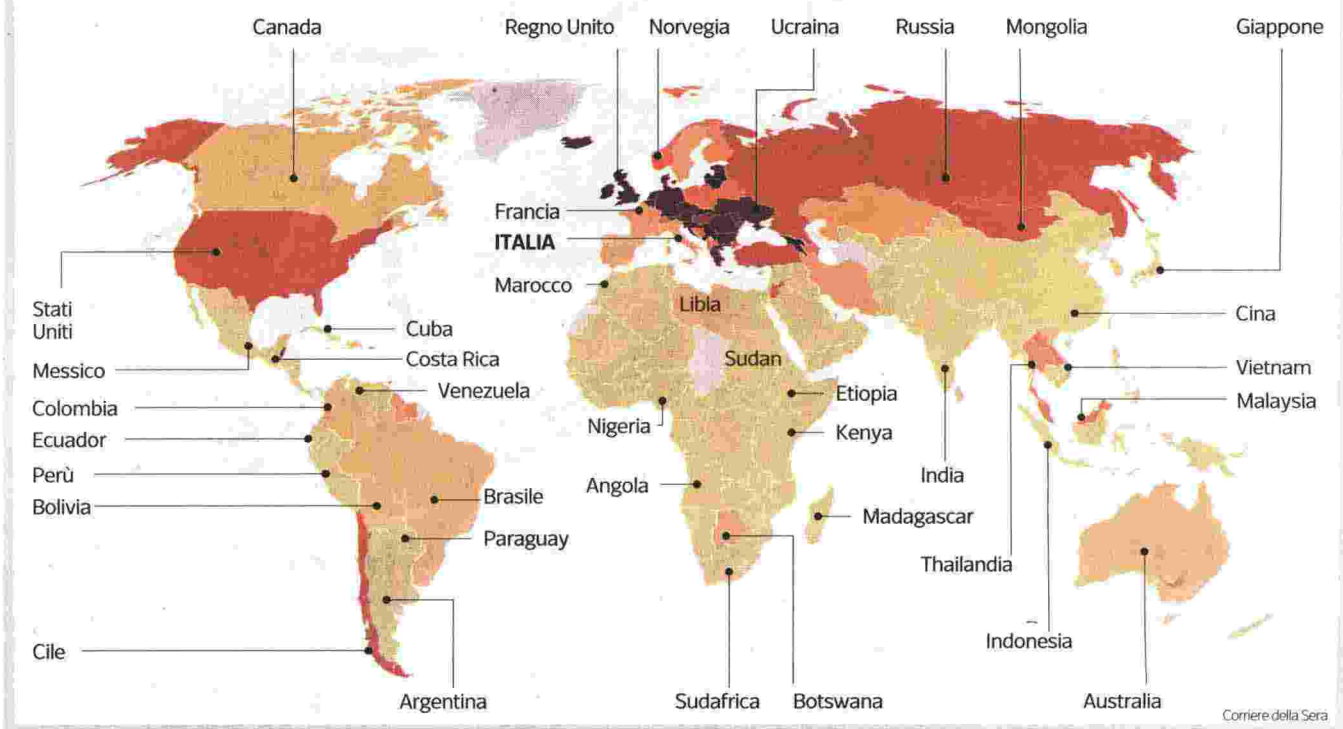 Canada
Regno Unito
Norvegia
Ucraina
Russia
Mongolia
Giappone
Francia
ITALIA
Marocco
Libla
Stati
Uniti
Cuba
Cina
Messico
Costa Rica
Sudan
Vietnam
Venezuela
Etiopia
Malaysia
Colombia
Nigeria
Kenya
Ecuador
Perù
India
Angola
Brasile
Bolivia
Madagascar
Paraguay
Thailandia
Indonesia
Cile
Argentina
Sudafrica
Botswana
Australia
Corriere della Sera